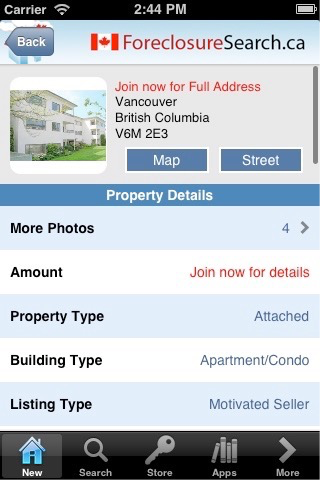 Carrier 2:44 PM
Back
ForeclosureSearch.ca
Join now for Full Address
Vancouver
British Columbia
V6M 2E3
Map Street
Property Details
More Photos 4
Amount Join now for details
Property Type Attached
Building Type Apartment/Condo
Listing Type Motivated Seller
New Search Store Apps More